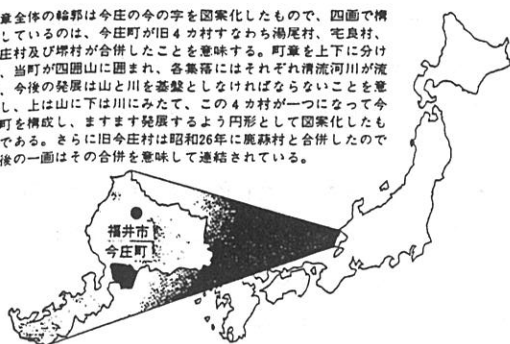 章全体の輪郭は今庄の今の字を図案化したもので、四画で構
しているのは、今庄町が旧4カ村すなわち湯尾村、宅良村、
庄村及び堺村が合併したことを意味する。町章を上下に分け
、当町が四囲山に囲まれ、各集落にはそれぞれ清流河川が流
、今後の発展は山と川を基盤としなければならないことを意
し、上は山に下は川にみたて、この4カ村が一つになって今
町を構成し、ますます発展するよう円形として図案化したも
である。さらに旧今庄村は昭和26年に鹿蒜村と合併したので
後の一画はその合併を意味して連結されている。
福井市
今庄町